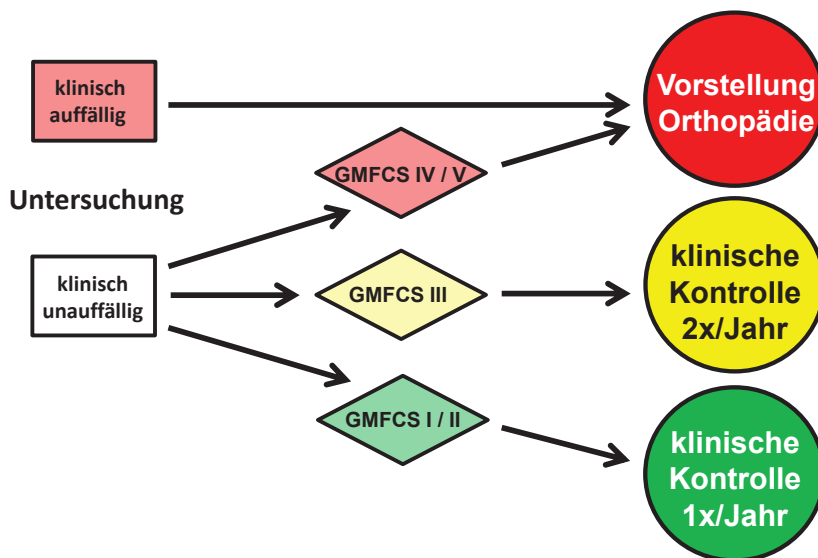 klinisch
auffällig
Vorstellung
Orthopädie
GMFCS IV / V
Untersuchung
klinisch
unauffällig
GMFCS III
klinische
Kontrolle
2x/Jahr
GMFCS I / II
klinische
Kontrolle
1x/Jahr